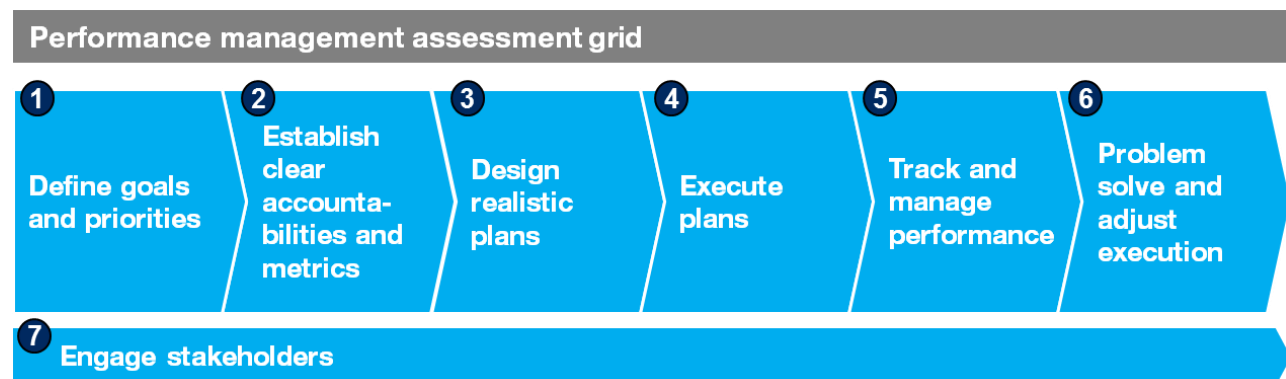 Performance management assessment grid
1
Define goals
and priorities
2
Establish
clear
accounta-
bilities and
metrics
3
Design
realistic
plans
4
Execute
plans
5
Track and
manage
performance
6
Problem
solve and
adjust
execution
7
Engage stakeholders